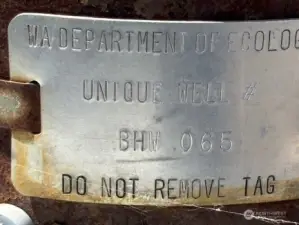 WA DEPARTMENT OF ECOLOG
UNIQUE WELL #
BHW 065
DO NOT REMOVE TAG